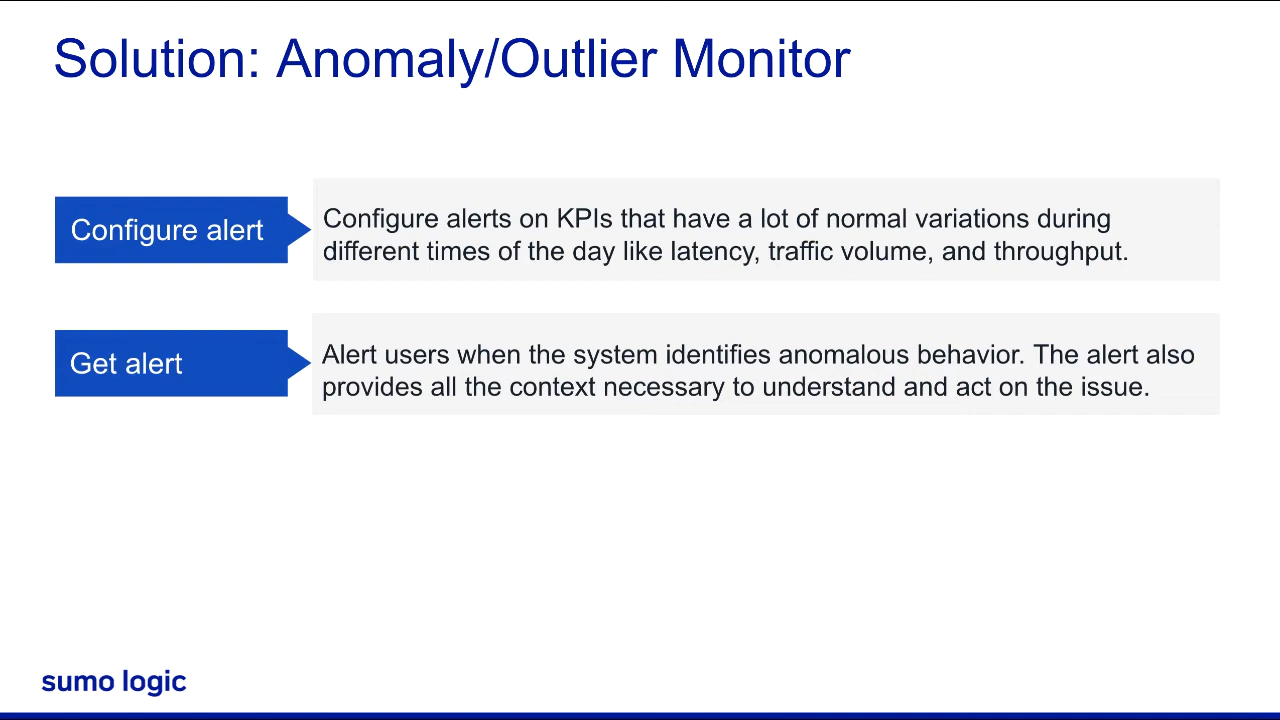 Solution: Anomaly/Outlier Monitor
Configure alert
Configure alerts on KPIs that have a lot of normal variations during
different times of the day like latency, traffic volume, and throughput.
Get alert
Alert users when the system identifies anomalous behavior. The alert also
provides all the context necessary to understand and act on the issue.
sumo logic